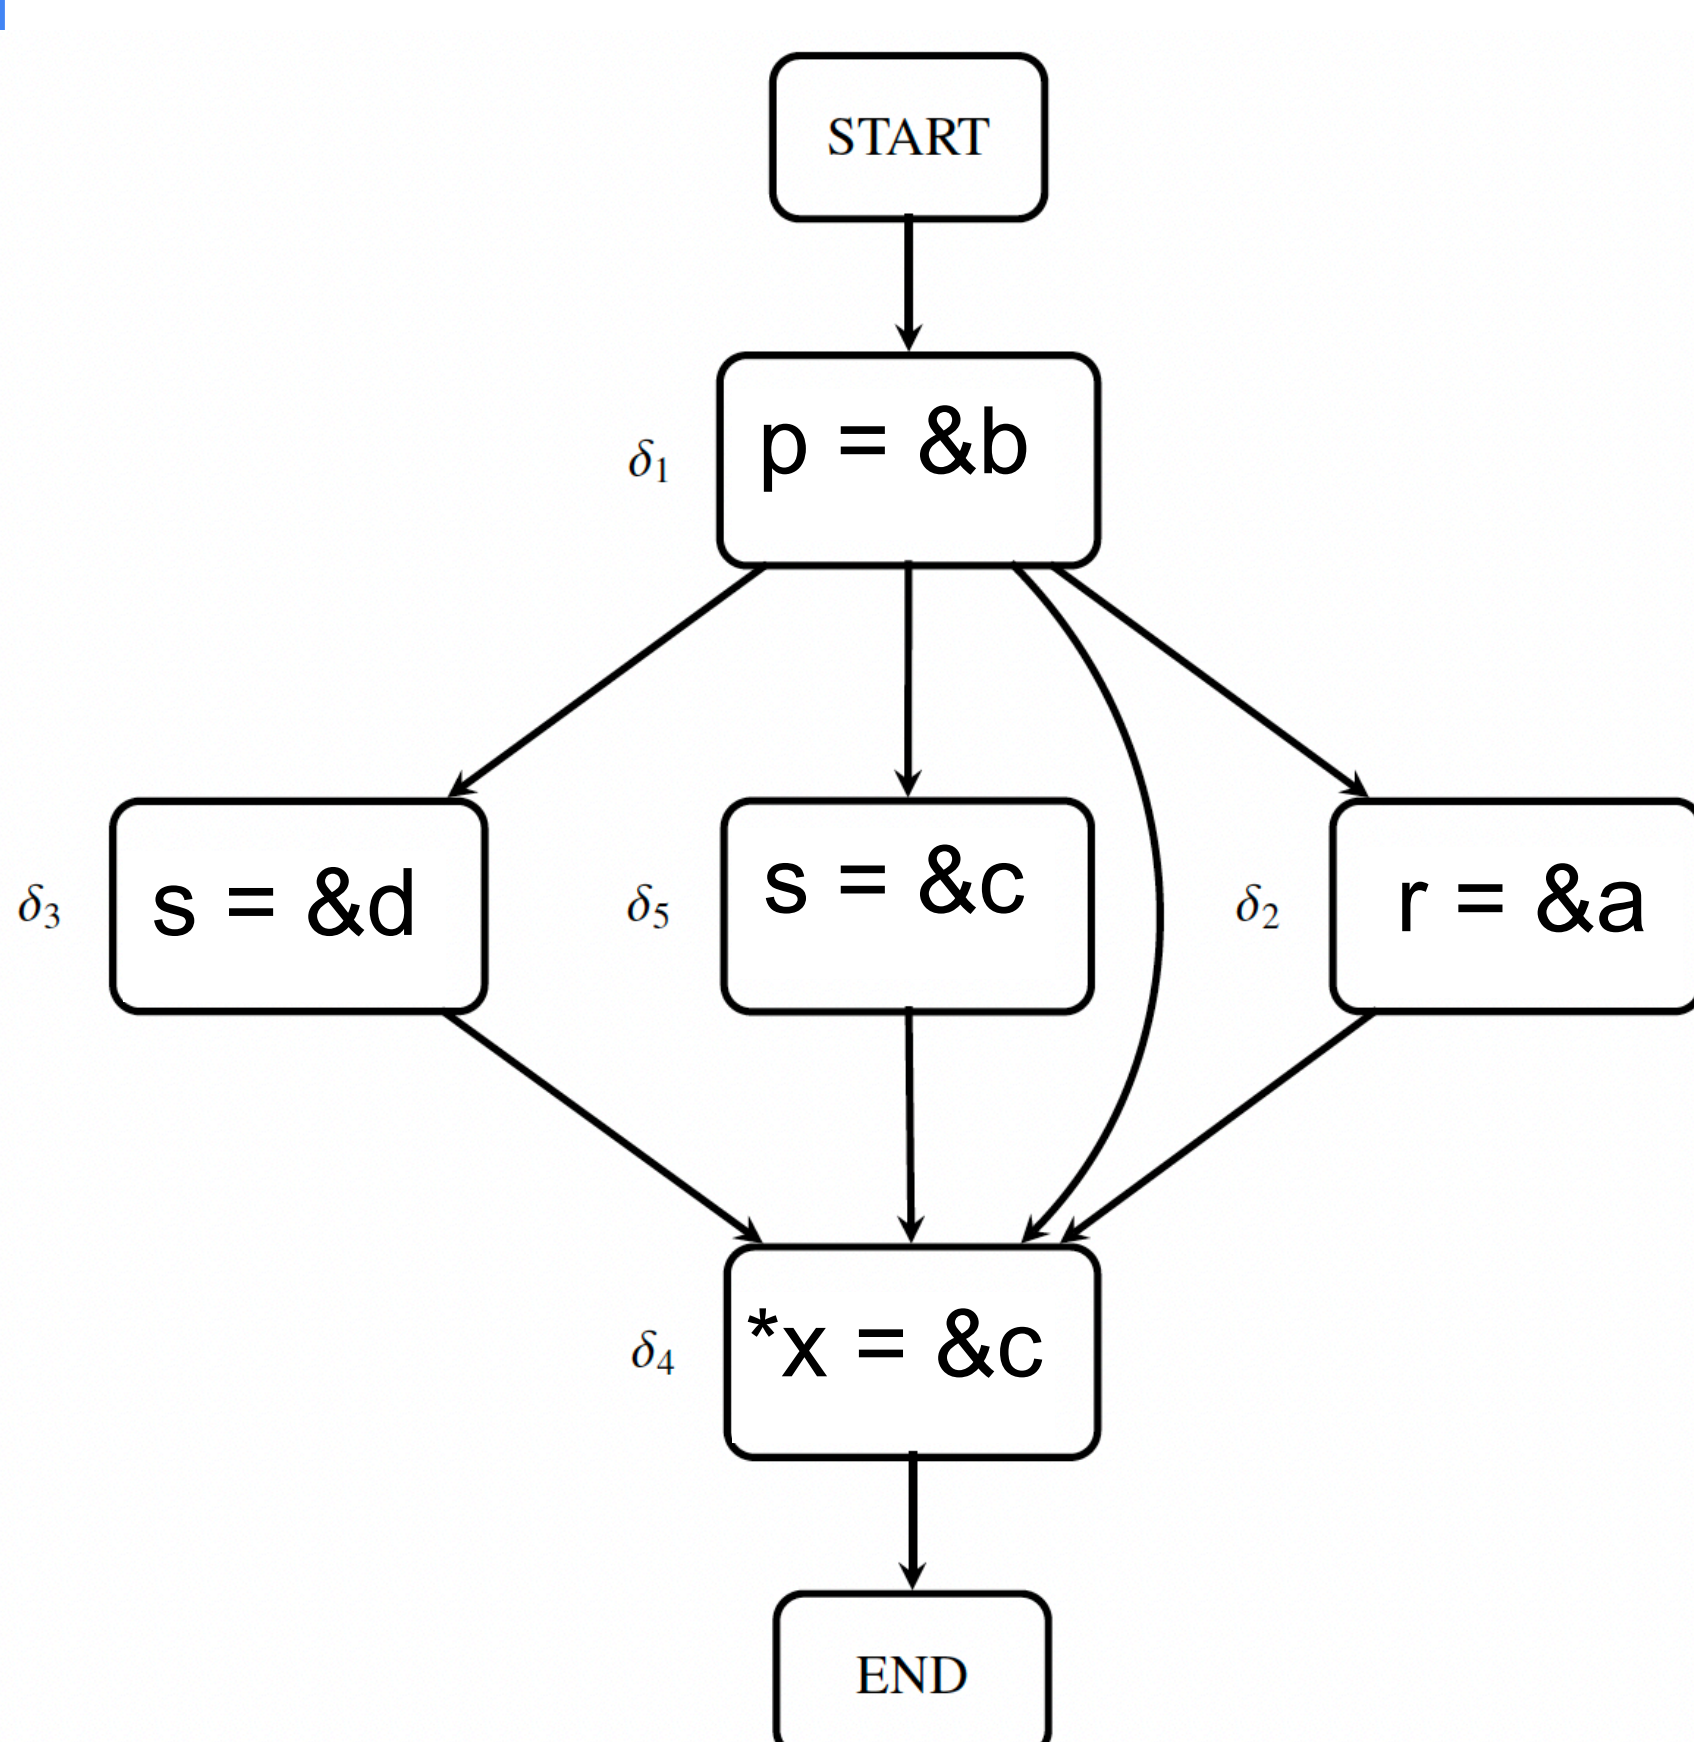 START
δ1
p = &b
δ3
s = &d
δ5
s = &c
δ2
r = &a
δ4
*x = &c
END